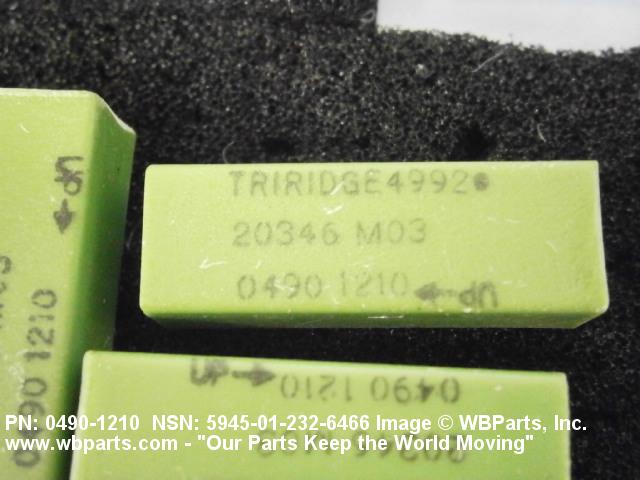 TRIRIDGE4992
20346 M03
0490 1210 UP
UP
90 1210
UP 0490 1210
PN: 0490-1210 NSN: 5945-01-232-6466 Image © WBParts, Inc.
www.wbparts.com - "Our Parts Keep the World Moving"